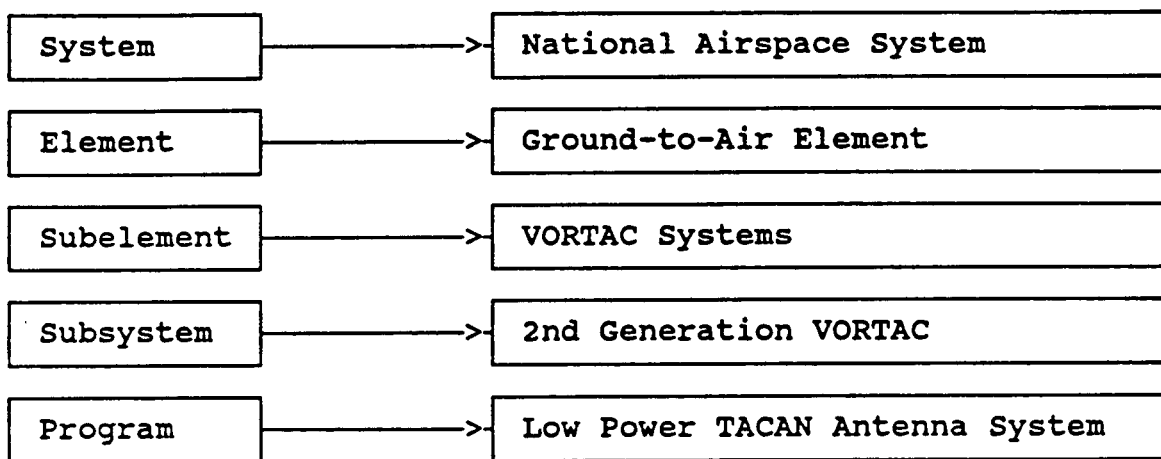 System National Airspace System
Element Ground-to-Air Element
Subelement VORTAC Systems
Subsystem 2nd Generation VORTAC
Program Low Power TACAN Antenna System